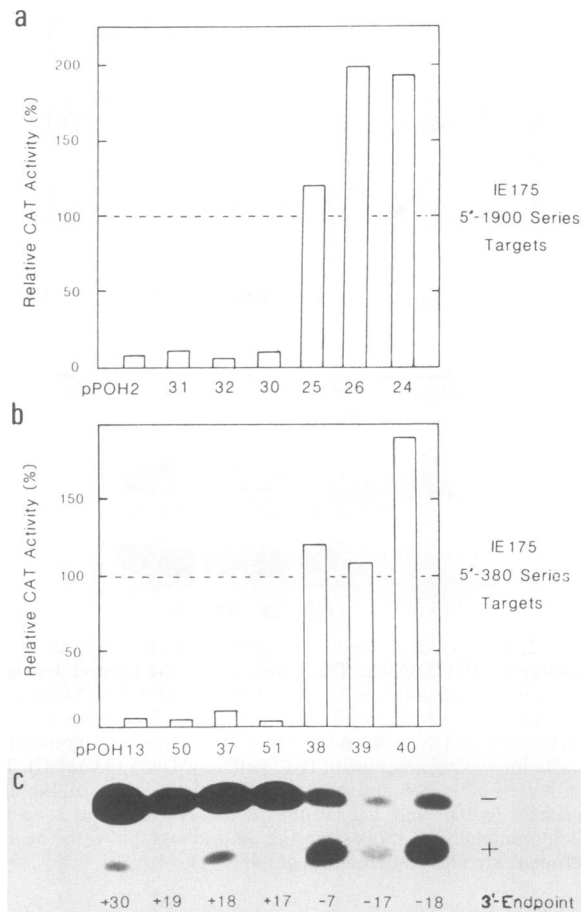 a
Relative CAT Activity (%)
200
150
100
50
0
IE175
5'-1900 Series
Targets
pPOH2 31 32 30 25 26 24
b
Relative CAT Activity (%)
150
100
50
0
IE175
5'-380 Series
Targets
pPOH13 50 37 51 38 39 40
c
−
+
+30 +19 +18 +17 -7 -17 -18 3'-Endpoint